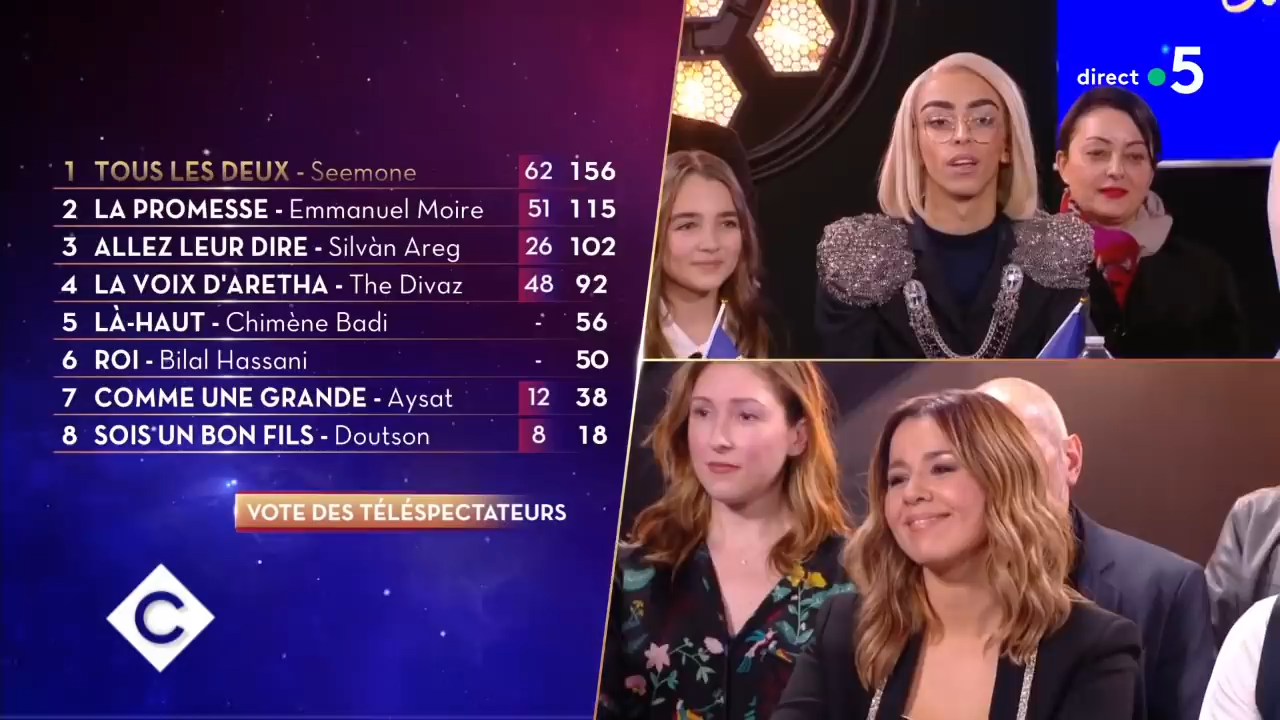 direct 5
1 TOUS LES DEUX - Seemone 62 156
2 LA PROMESSE - Emmanuel Moire 51 115
3 ALLEZ LEUR DIRE - Silvàn Areg 26 102
4 LA VOIX D'ARETHA - The Divaz 48 92
5 LÀ-HAUT - Chimène Badi - 56
6 ROI - Bilal Hassani - 50
7 COMME UNE GRANDE - Aysat 12 38
8 SOIS UN BON FILS - Doutson 8 18
VOTE DES TÉLÉSPECTATEURS
C